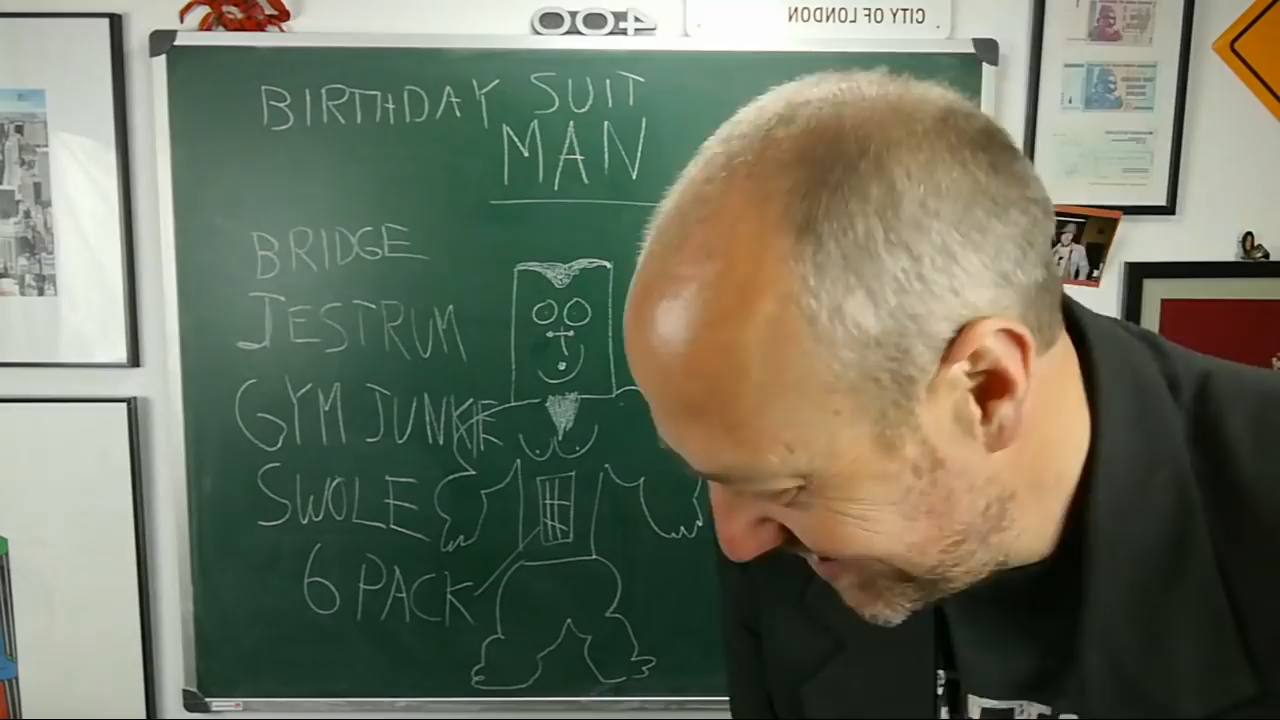 400
CITY OF LONDON
BIRTHDAY SUIT
MAN
BRIDGE
JESTRUM
GYM JUNKIE
SWOLE
6 PACK